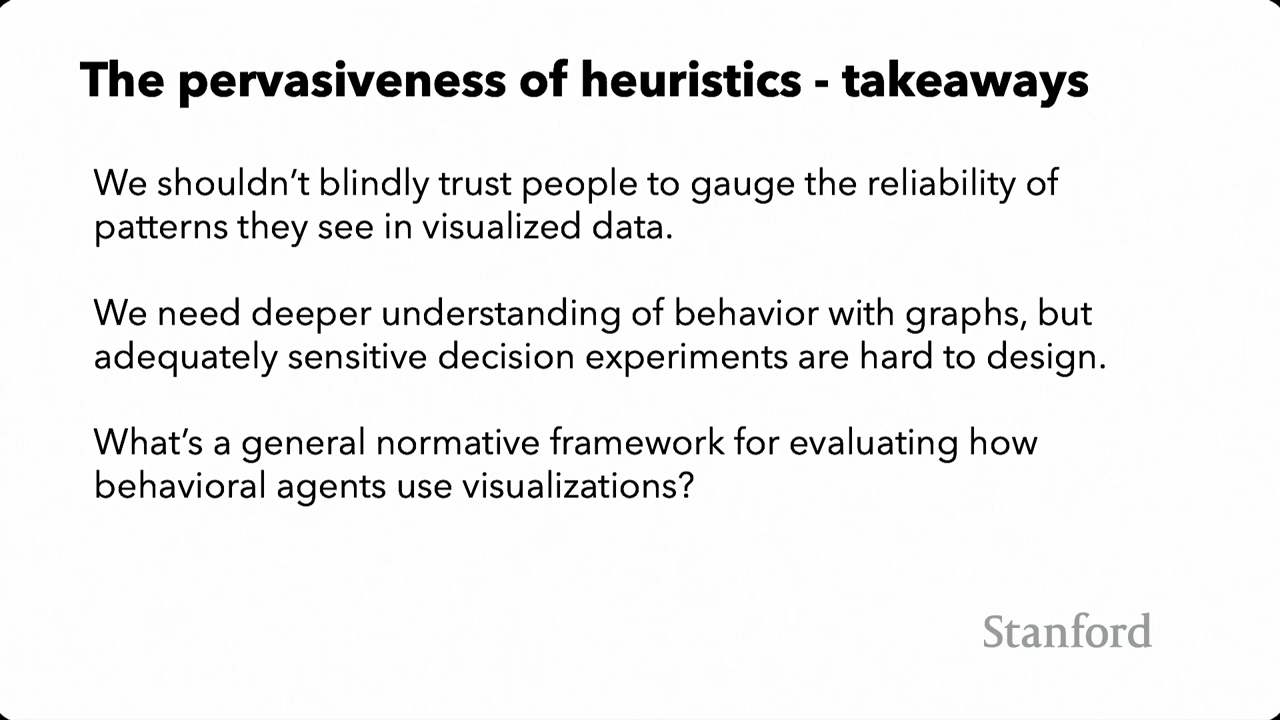 The pervasiveness of heuristics - takeaways
We shouldn’t blindly trust people to gauge the reliability of
patterns they see in visualized data.
We need deeper understanding of behavior with graphs, but
adequately sensitive decision experiments are hard to design.
What’s a general normative framework for evaluating how
behavioral agents use visualizations?
Stanford